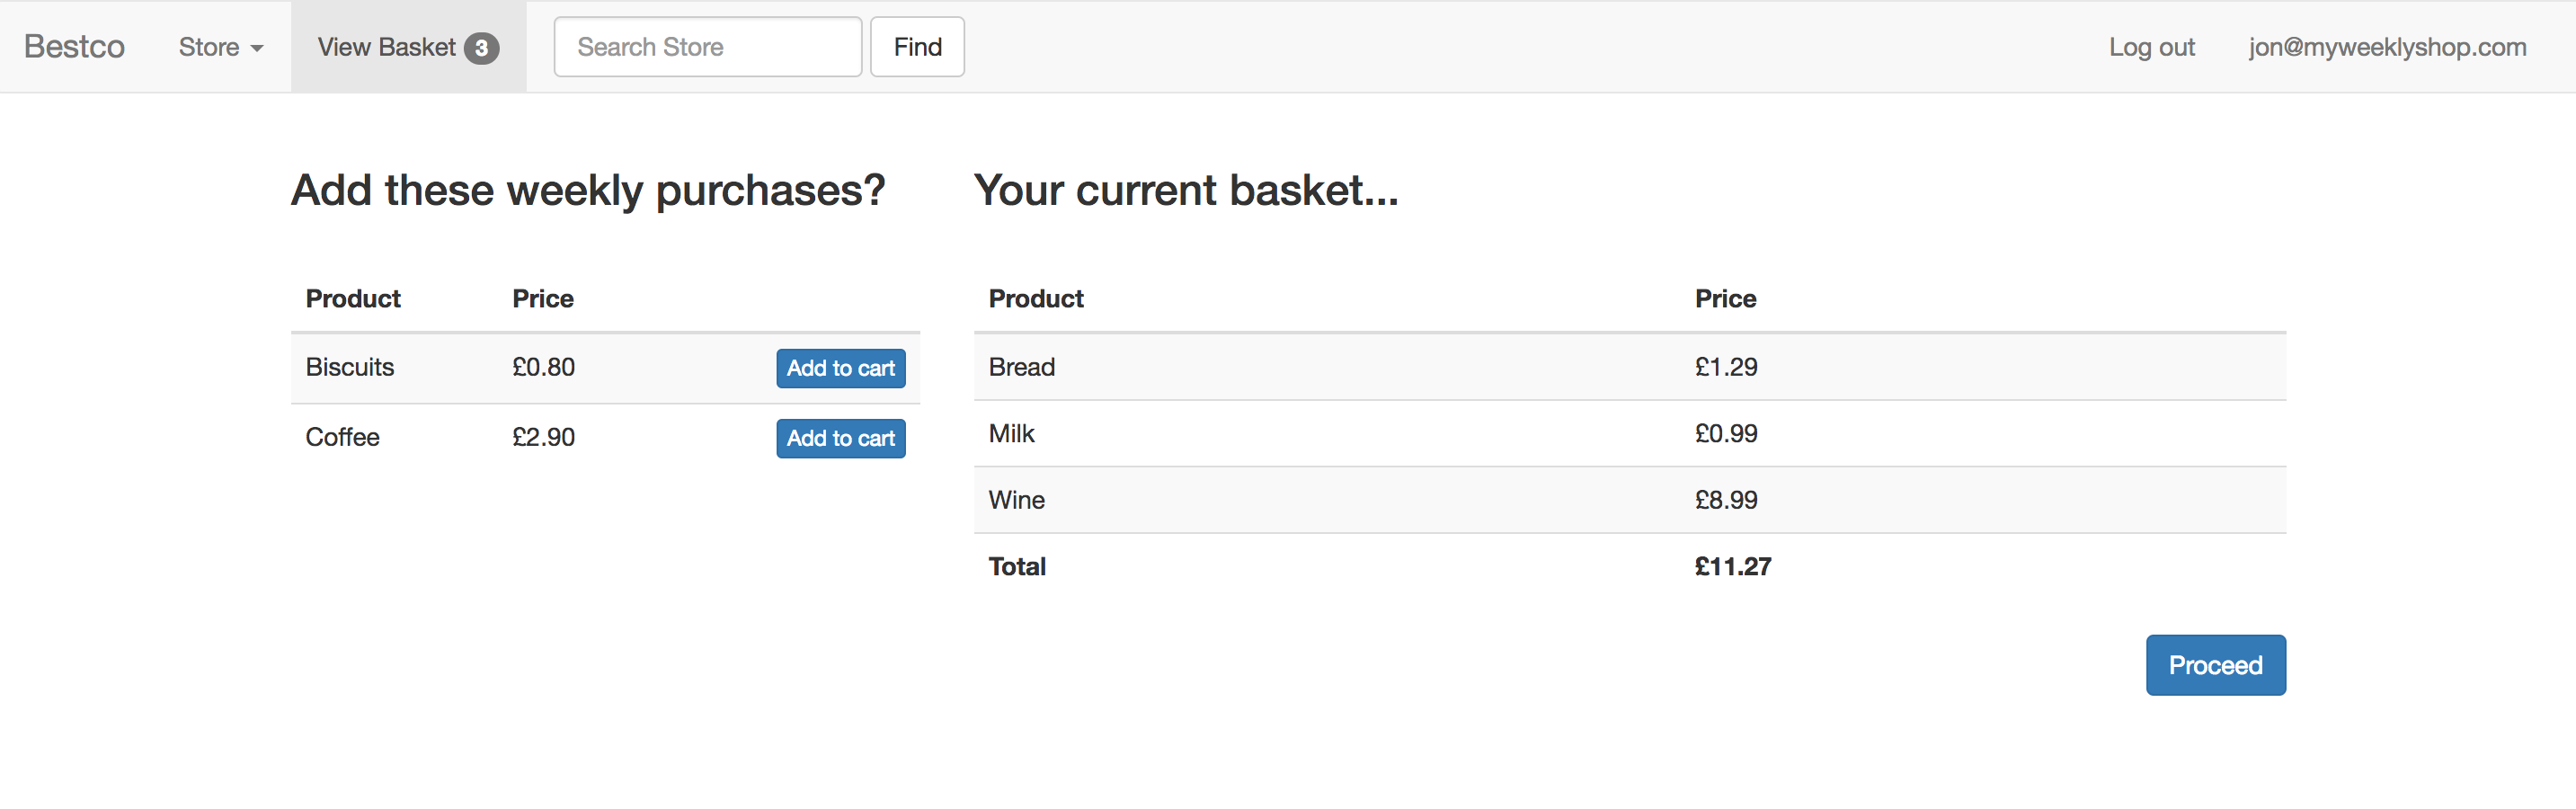 Bestco Store View Basket 3 Search Store Find Log out jon@myweeklyshop.com
Add these weekly purchases?
Product Price
Biscuits £0.80 Add to cart
Coffee £2.90 Add to cart
Your current basket...
Product Price
Bread £1.29
Milk £0.99
Wine £8.99
Total £11.27
Proceed